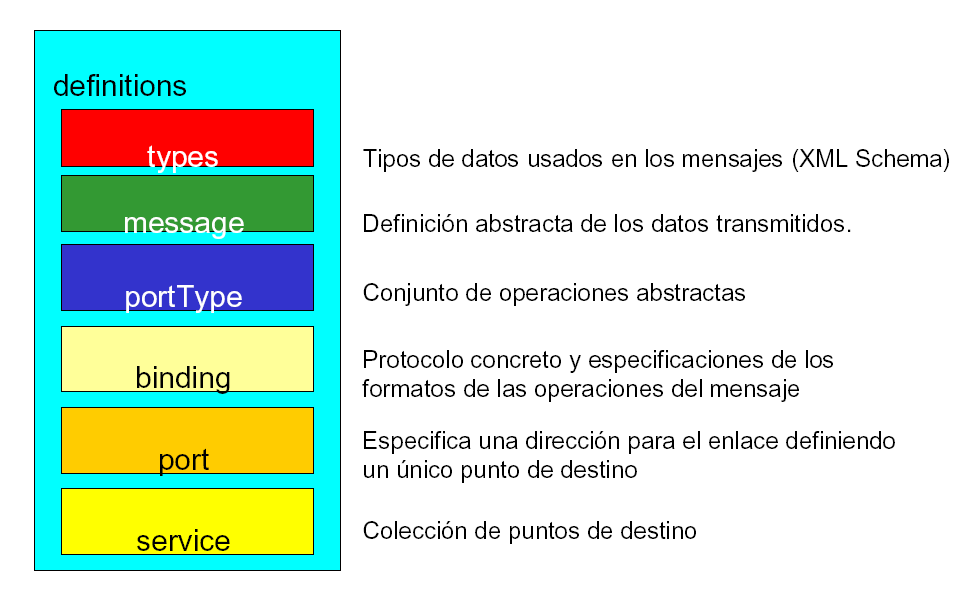 definitions
types
Tipos de datos usados en los mensajes (XML Schema)
message
Definición abstracta de los datos transmitidos.
portType
Conjunto de operaciones abstractas
binding
Protocolo concreto y especificaciones de los
formatos de las operaciones del mensaje
port
Especifica una dirección para el enlace definiendo
un único punto de destino
service
Colección de puntos de destino